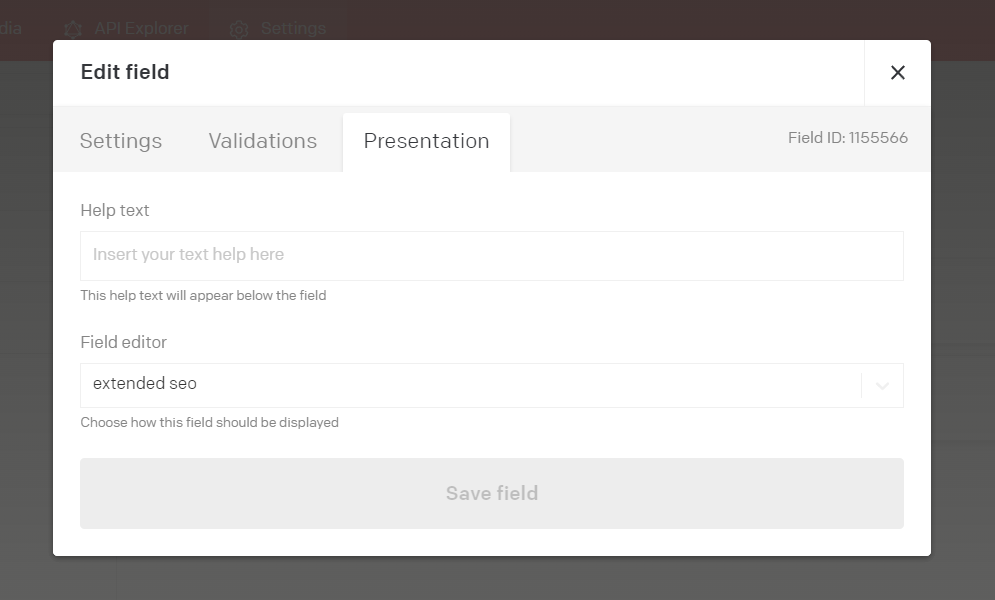 dia API Explorer Settings
Edit field
Settings Validations Presentation Field ID: 1155566
Help text
Insert your text help here
This help text will appear below the field
Field editor
extended seo
Choose how this field should be displayed
Save field